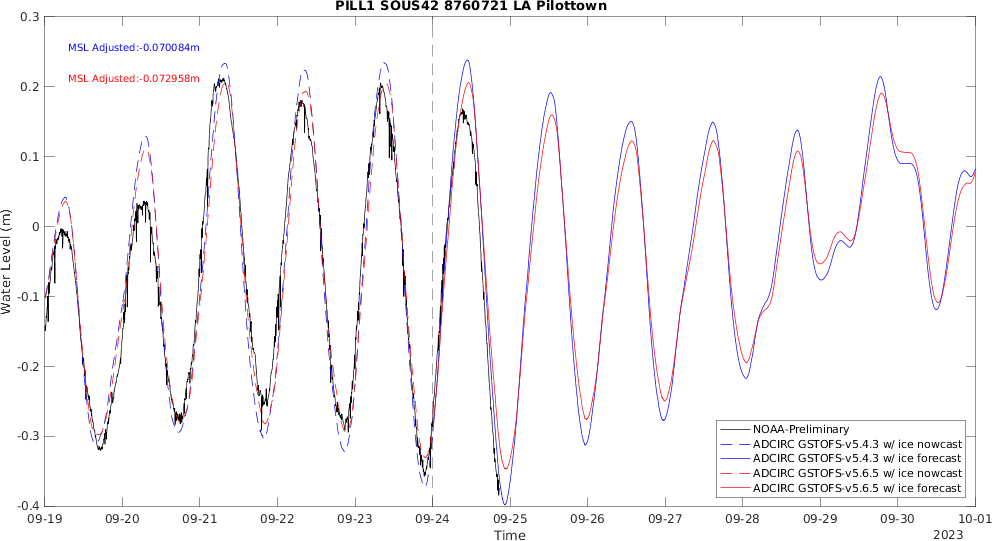 PILL1 SOUS42 8760721 LA Pilottown
0.3
0.2
0.1
0
-0.1
-0.2
-0.3
-0.4
Water Level (m)
MSL Adjusted:-0.070084m
MSL Adjusted:-0.072958m
NOAA-Preliminary
ADCIRC GSTOFS-v5.4.3 w/ ice nowcast
ADCIRC GSTOFS-v5.4.3 w/ ice forecast
ADCIRC GSTOFS-v5.6.5 w/ ice nowcast
ADCIRC GSTOFS-v5.6.5 w/ ice forecast
09-19 09-20 09-21 09-22 09-23 09-24 09-25 09-26 09-27 09-28 09-29 09-30 10-01
Time
2023